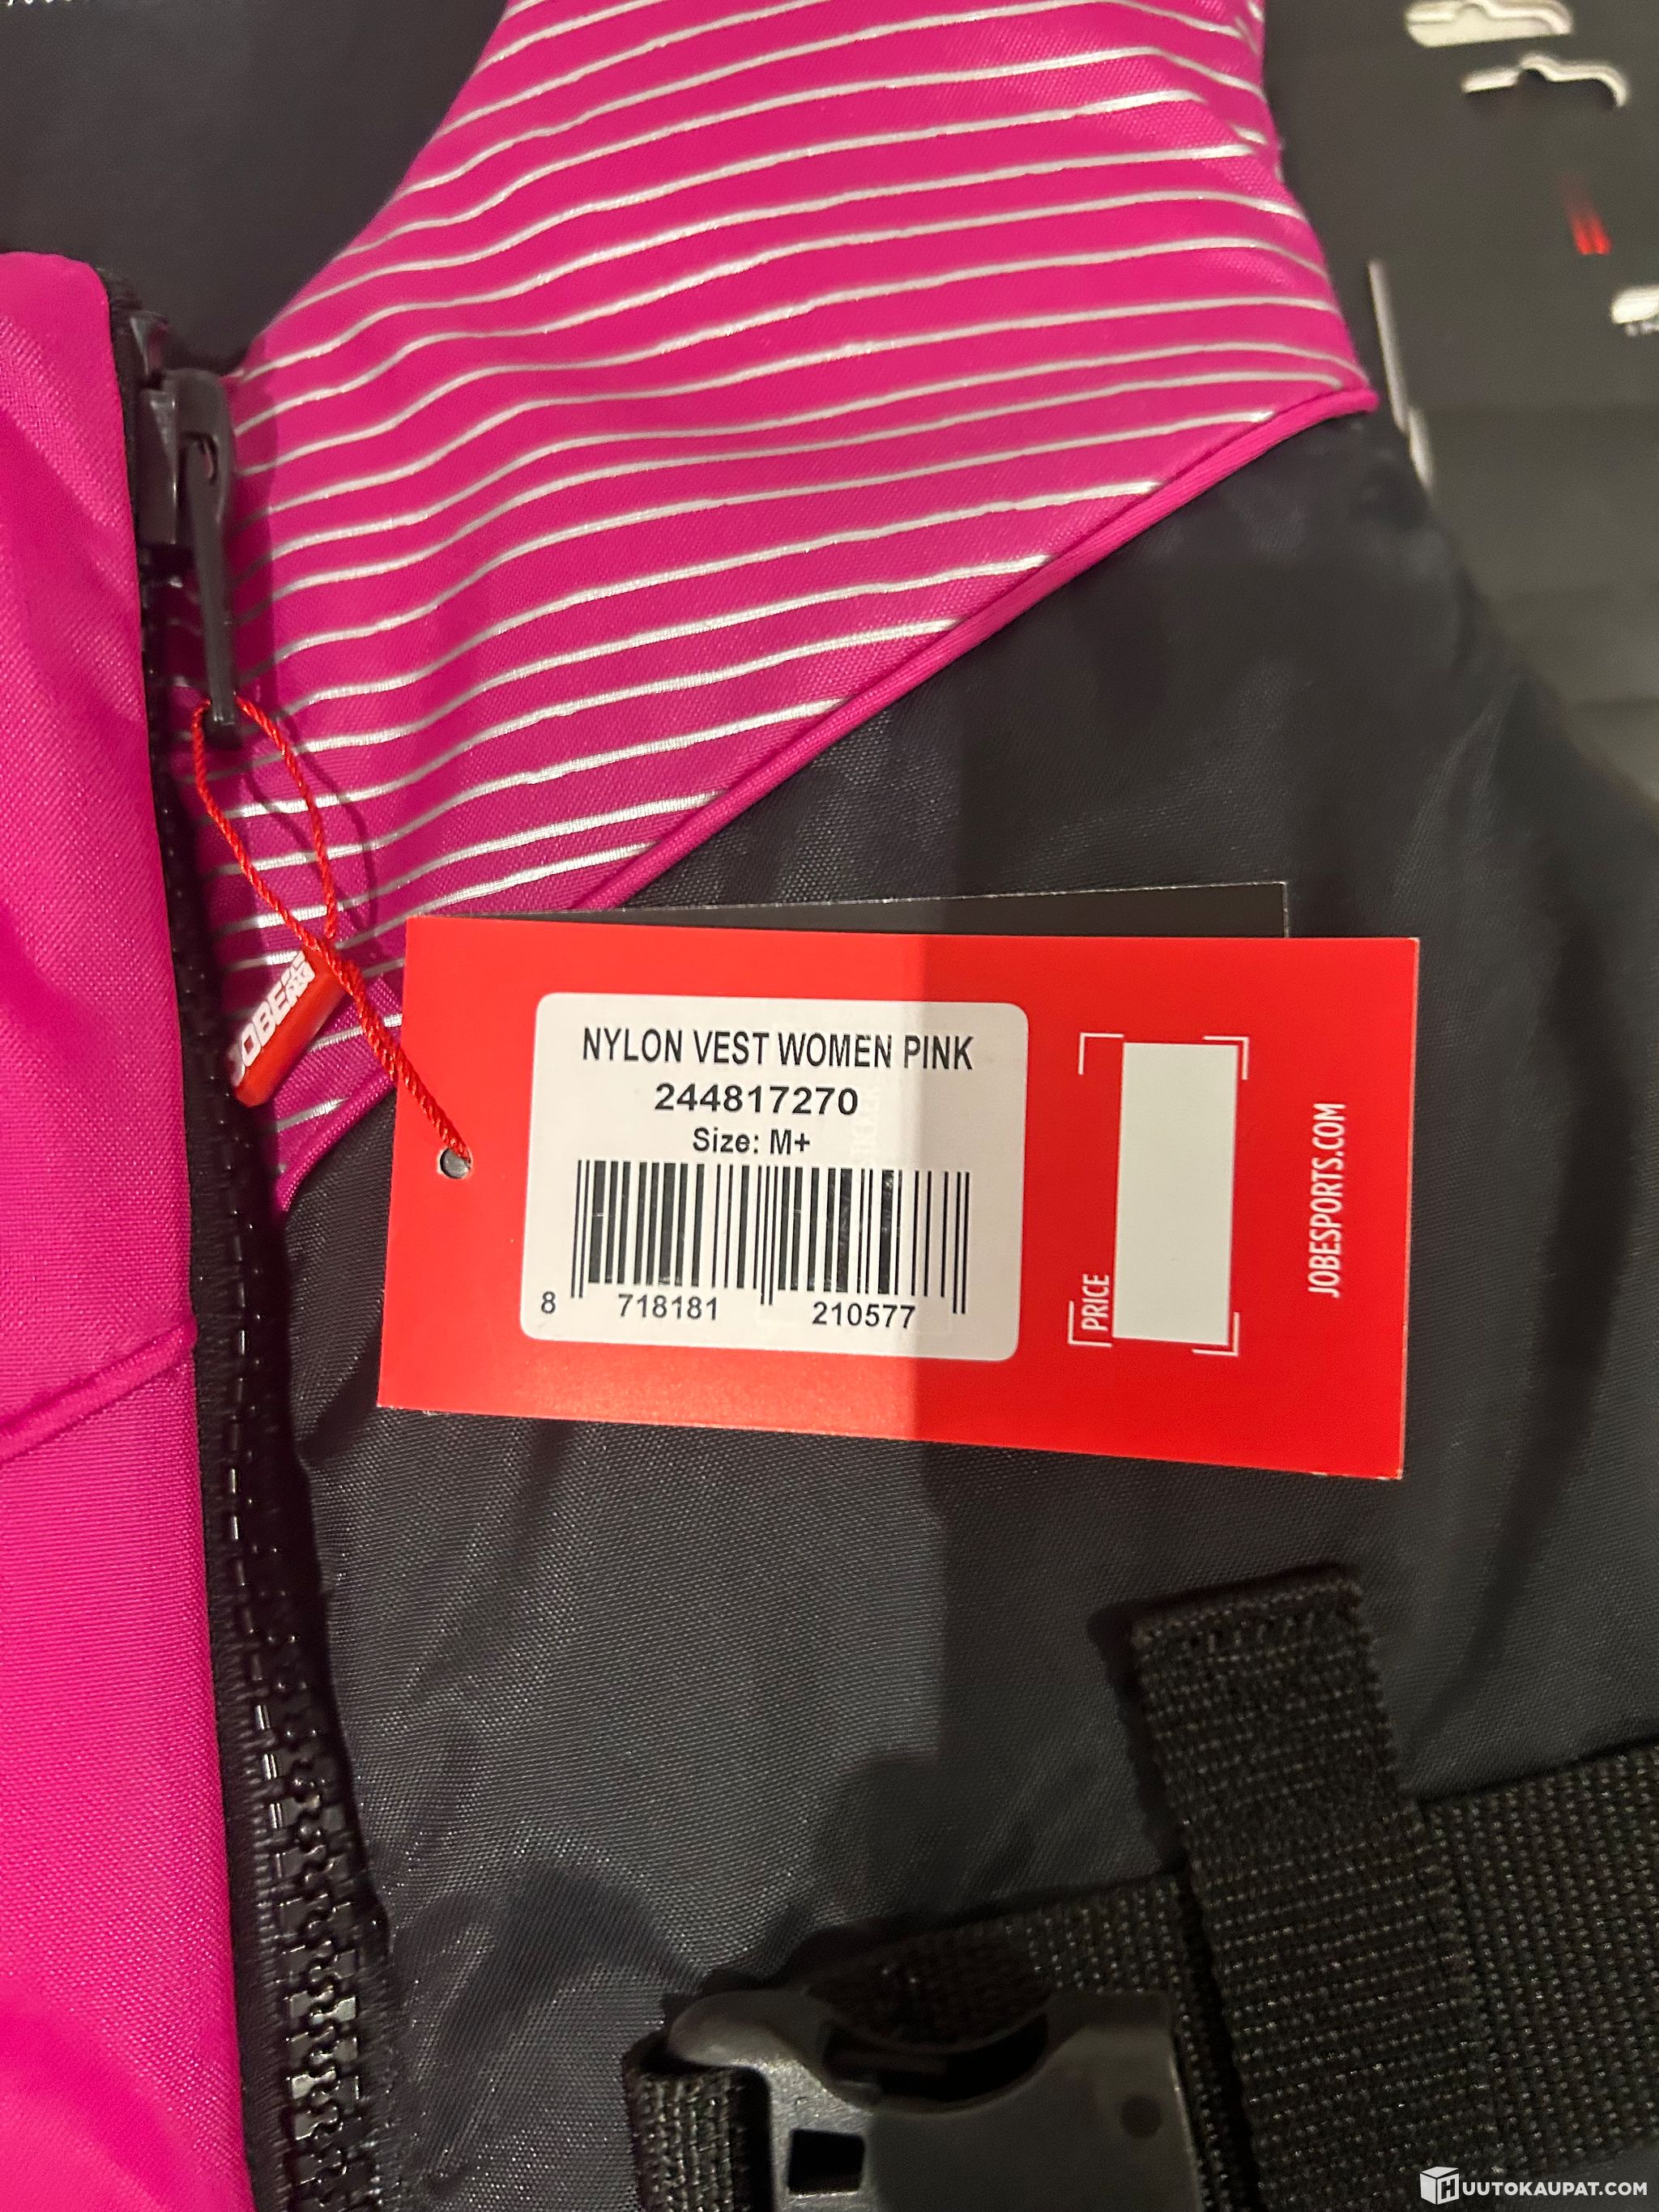 JOBE
NYLON VEST WOMEN PINK
244817270
Size: M+
8 718181 210577
PRICE
JOBESPORTS.COM
HUUTOKAUPAT.COM